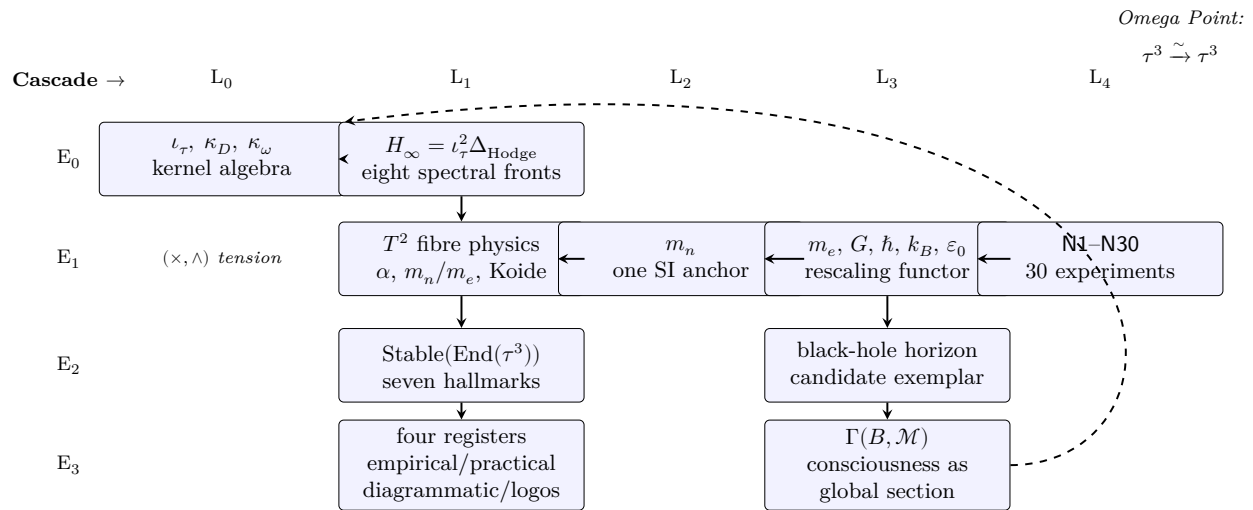 Omega Point:
τ³ ⥲ τ³
Cascade → L₀ L₁ L₂ L₃ L₄
E₀
ι_τ, κ_D, κ_ω
kernel algebra
H_∞ = ι_τ² Δ_Hodge
eight spectral fronts
E₁
(×, ∧) tension
T² fibre physics
α, m_n/m_e, Koide
m_n
one SI anchor
m_e, G, ℏ, k_B, ε₀
rescaling functor
N1–N30
30 experiments
E₂
Stable(End(τ³))
seven hallmarks
black-hole horizon
candidate exemplar
E₃
four registers
empirical/practical
diagrammatic/logos
Γ(B, ℳ)
consciousness as
global section